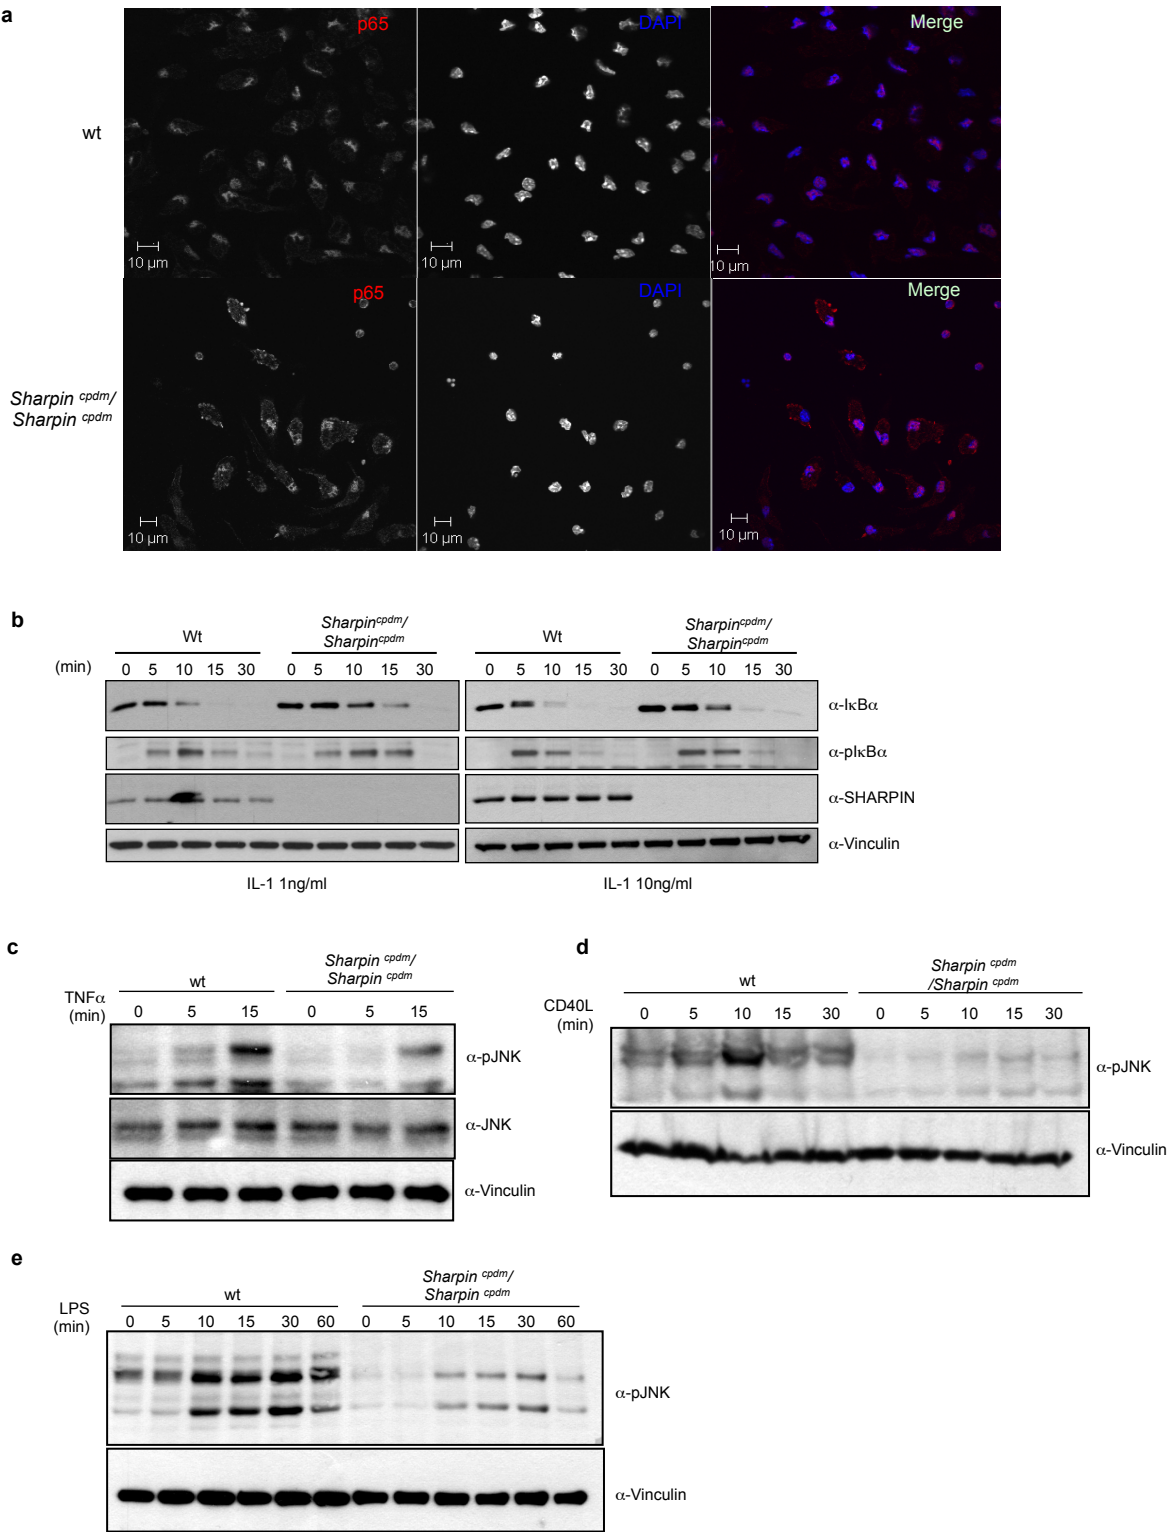 a
p65 DAPI Merge
wt
10 µm 10 µm 10 µm
p65 DAPI Merge
Sharpin cpdm/
Sharpin cpdm
10 µm 10 µm 10 µm
b
Wt Sharpincpdm/ Sharpincpdm Wt Sharpincpdm/ Sharpincpdm
(min) 0 5 10 15 30 0 5 10 15 30 0 5 10 15 30 0 5 10 15 30
α-IκBα
α-pIκBα
α-SHARPIN
α-Vinculin
IL-1 1ng/ml IL-1 10ng/ml
c
wt Sharpin cpdm/ Sharpin cpdm
TNFα
(min) 0 5 15 0 5 15
α-pJNK
α-JNK
α-Vinculin
d
wt Sharpin cpdm /Sharpin cpdm
CD40L
(min) 0 5 10 15 30 0 5 10 15 30
α-pJNK
α-Vinculin
e
wt Sharpin cpdm/ Sharpin cpdm
LPS
(min) 0 5 10 15 30 60 0 5 10 15 30 60
α-pJNK
α-Vinculin